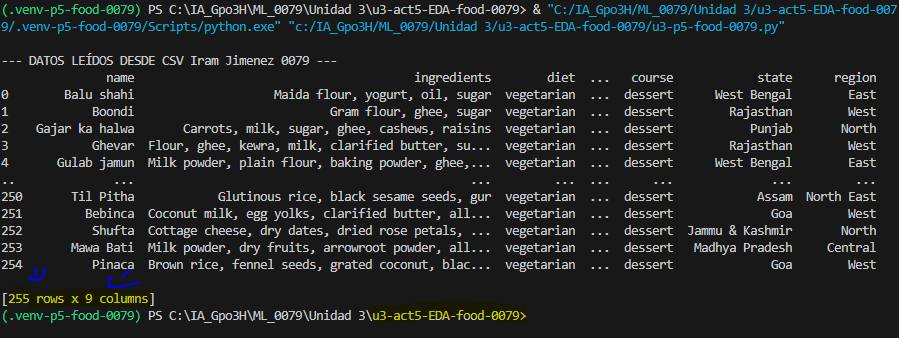 (.venv-p5-food-0079) PS C:\IA_Gpo3H\ML_0079\Unidad 3\u3-act5-EDA-food-0079> & "C:/IA_Gpo3H/ML_0079/Unidad 3/u3-act5-EDA-food-007
9/.venv-p5-food-0079/Scripts/python.exe" "c:/IA_Gpo3H/ML_0079/Unidad 3/u3-act5-EDA-food-0079/u3-p5-food-0079.py"
--- DATOS LEÍDOS DESDE CSV Iram Jimenez 0079 ---
name ingredients diet ... course state region
0 Balu shahi Maida flour, yogurt, oil, sugar vegetarian ... dessert West Bengal East
1 Boondi Gram flour, ghee, sugar vegetarian ... dessert Rajasthan West
2 Gajar ka halwa Carrots, milk, sugar, ghee, cashews, raisins vegetarian ... dessert Punjab North
3 Ghevar Flour, ghee, kewra, milk, clarified butter, su... vegetarian ... dessert Rajasthan West
4 Gulab jamun Milk powder, plain flour, baking powder, ghee,... vegetarian ... dessert West Bengal East
.. ... ... ... ... ... ... ...
250 Til Pitha Glutinous rice, black sesame seeds, gur vegetarian ... dessert Assam North East
251 Bebinca Coconut milk, egg yolks, clarified butter, all... vegetarian ... dessert Goa West
252 Shufta Cottage cheese, dry dates, dried rose petals, ... vegetarian ... dessert Jammu & Kashmir North
253 Mawa Bati Milk powder, dry fruits, arrowroot powder, all... vegetarian ... dessert Madhya Pradesh Central
254 Pinaca Brown rice, fennel seeds, grated coconut, blac... vegetarian ... dessert Goa West
[255 rows x 9 columns]
(.venv-p5-food-0079) PS C:\IA_Gpo3H\ML_0079\Unidad 3\u3-act5-EDA-food-0079>